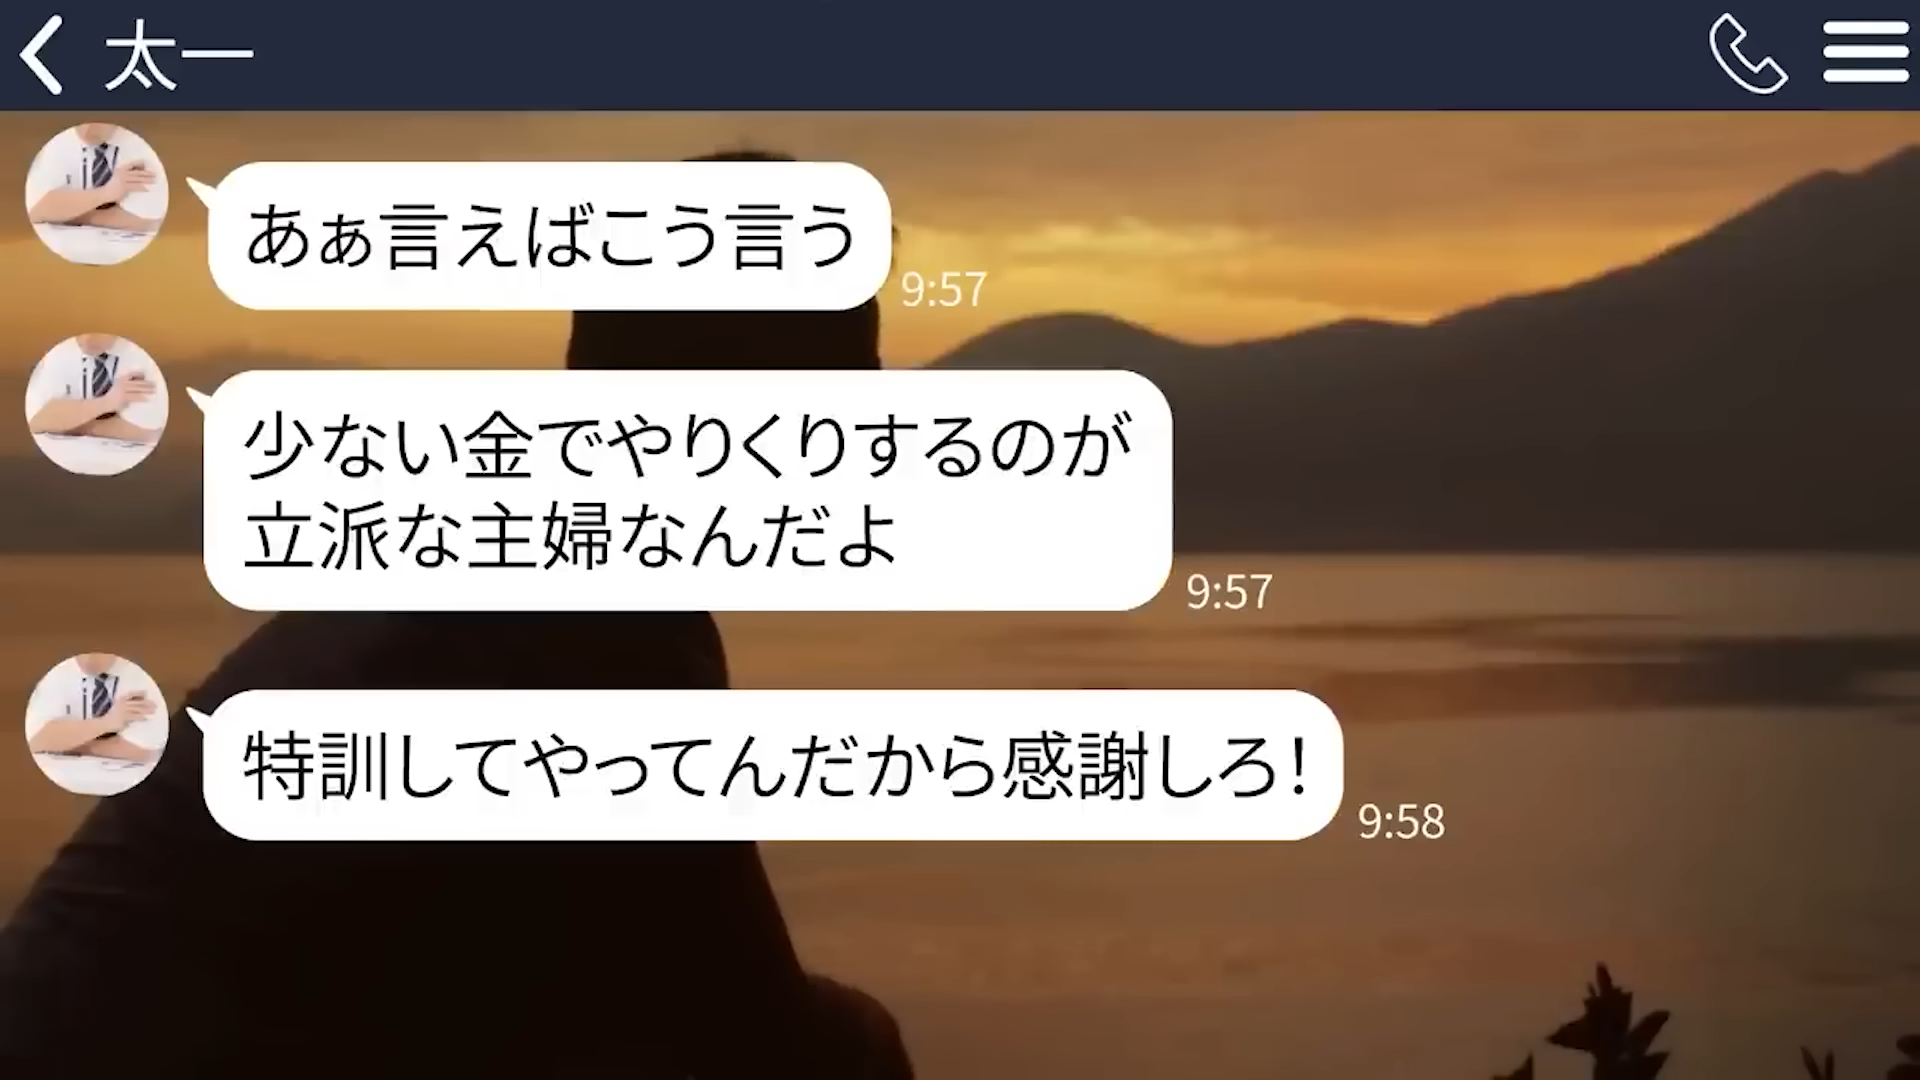 太一
あぁ言えばこう言う
9:57
少ない金でやりくりするのが
立派な主婦なんだよ
9:57
特訓してやってんだから感謝しろ！
9:58